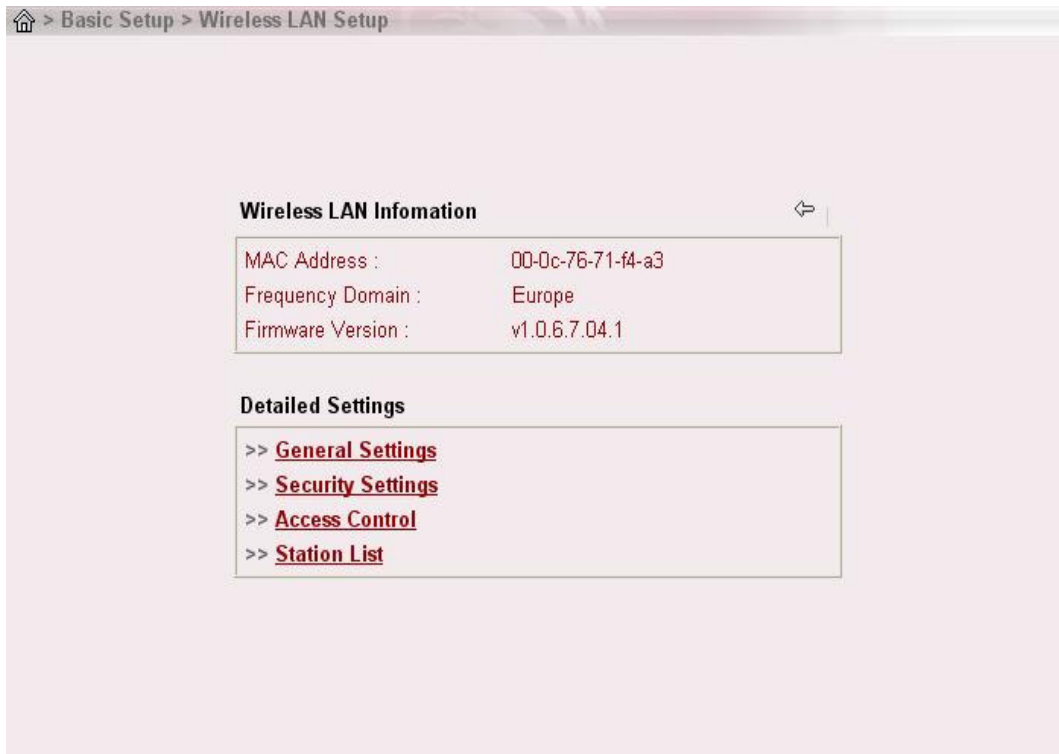 > Basic Setup > Wireless LAN Setup
Wireless LAN Infomation
MAC Address : 00-0c-76-71-f4-a3
Frequency Domain : Europe
Firmware Version : v1.0.6.7.04.1
Detailed Settings
>> General Settings
>> Security Settings
>> Access Control
>> Station List